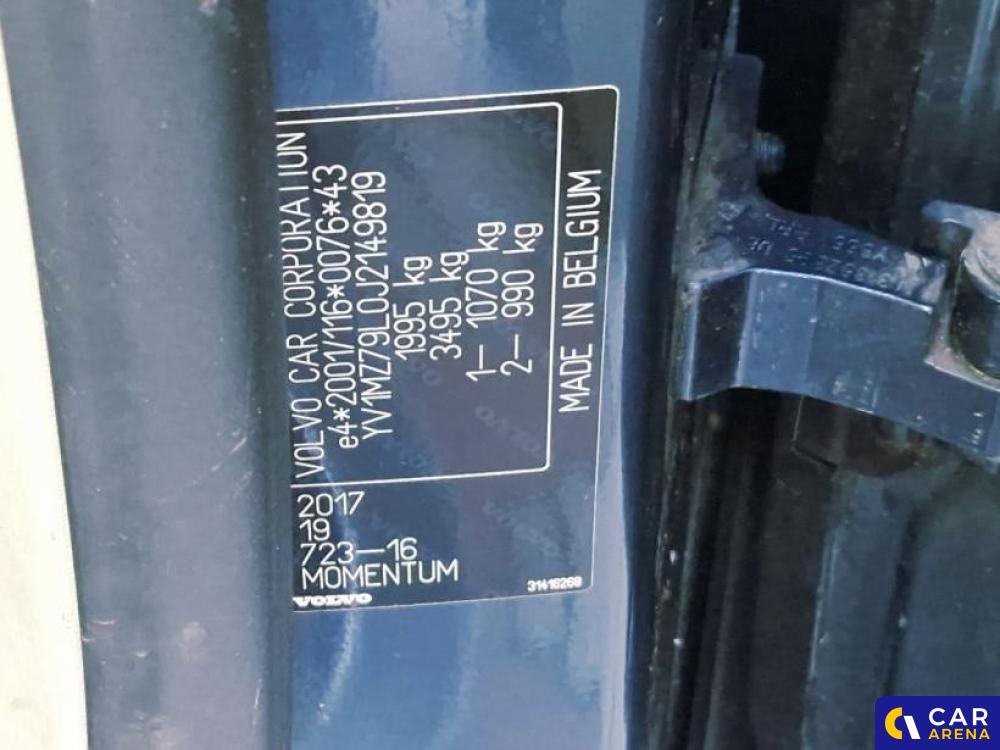 VOLVO CAR CORPORATION
e4*2001/116*0076*43
YV1MZ79L0J2149819
1995 kg
3495 kg
1— 1070 kg
2— 990 kg
MADE IN BELGIUM
2017
19
723—16
MOMENTUM
VOLVO
31416268
CAR
ARENA